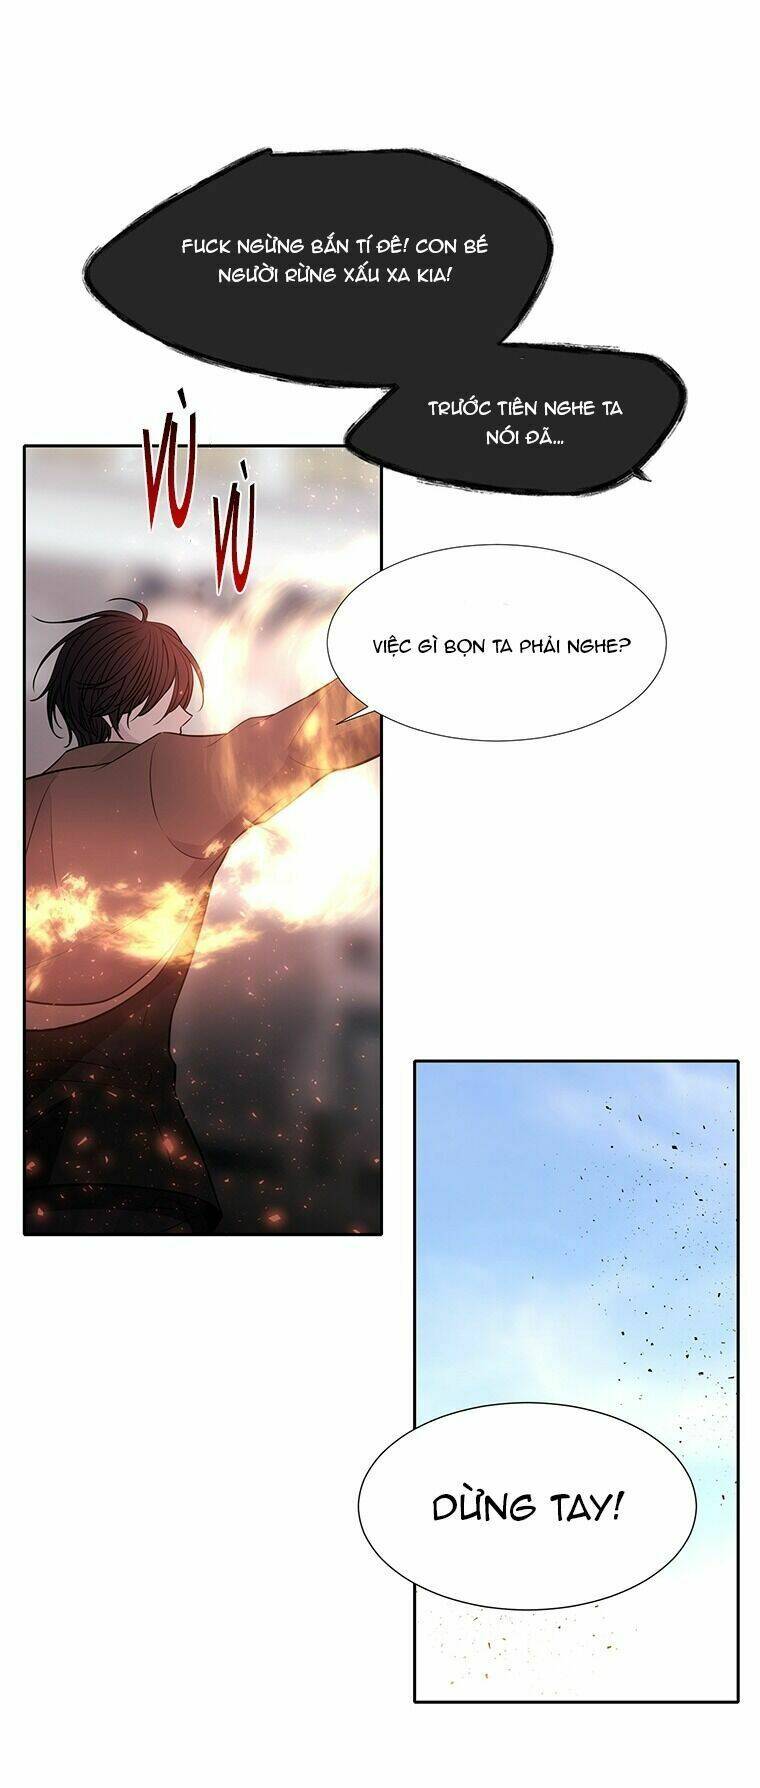 FUCK NGỪNG BẮN TÍ ĐÊ! CON BÉ
NGƯỜI RỪNG XẤU XA KIA!
TRƯỚC TIÊN NGHE TA
NÓI ĐÃ...
VÙ
VÙ
VIỆC GÌ BỌN TA PHẢI NGHE?
DỪNG TAY!